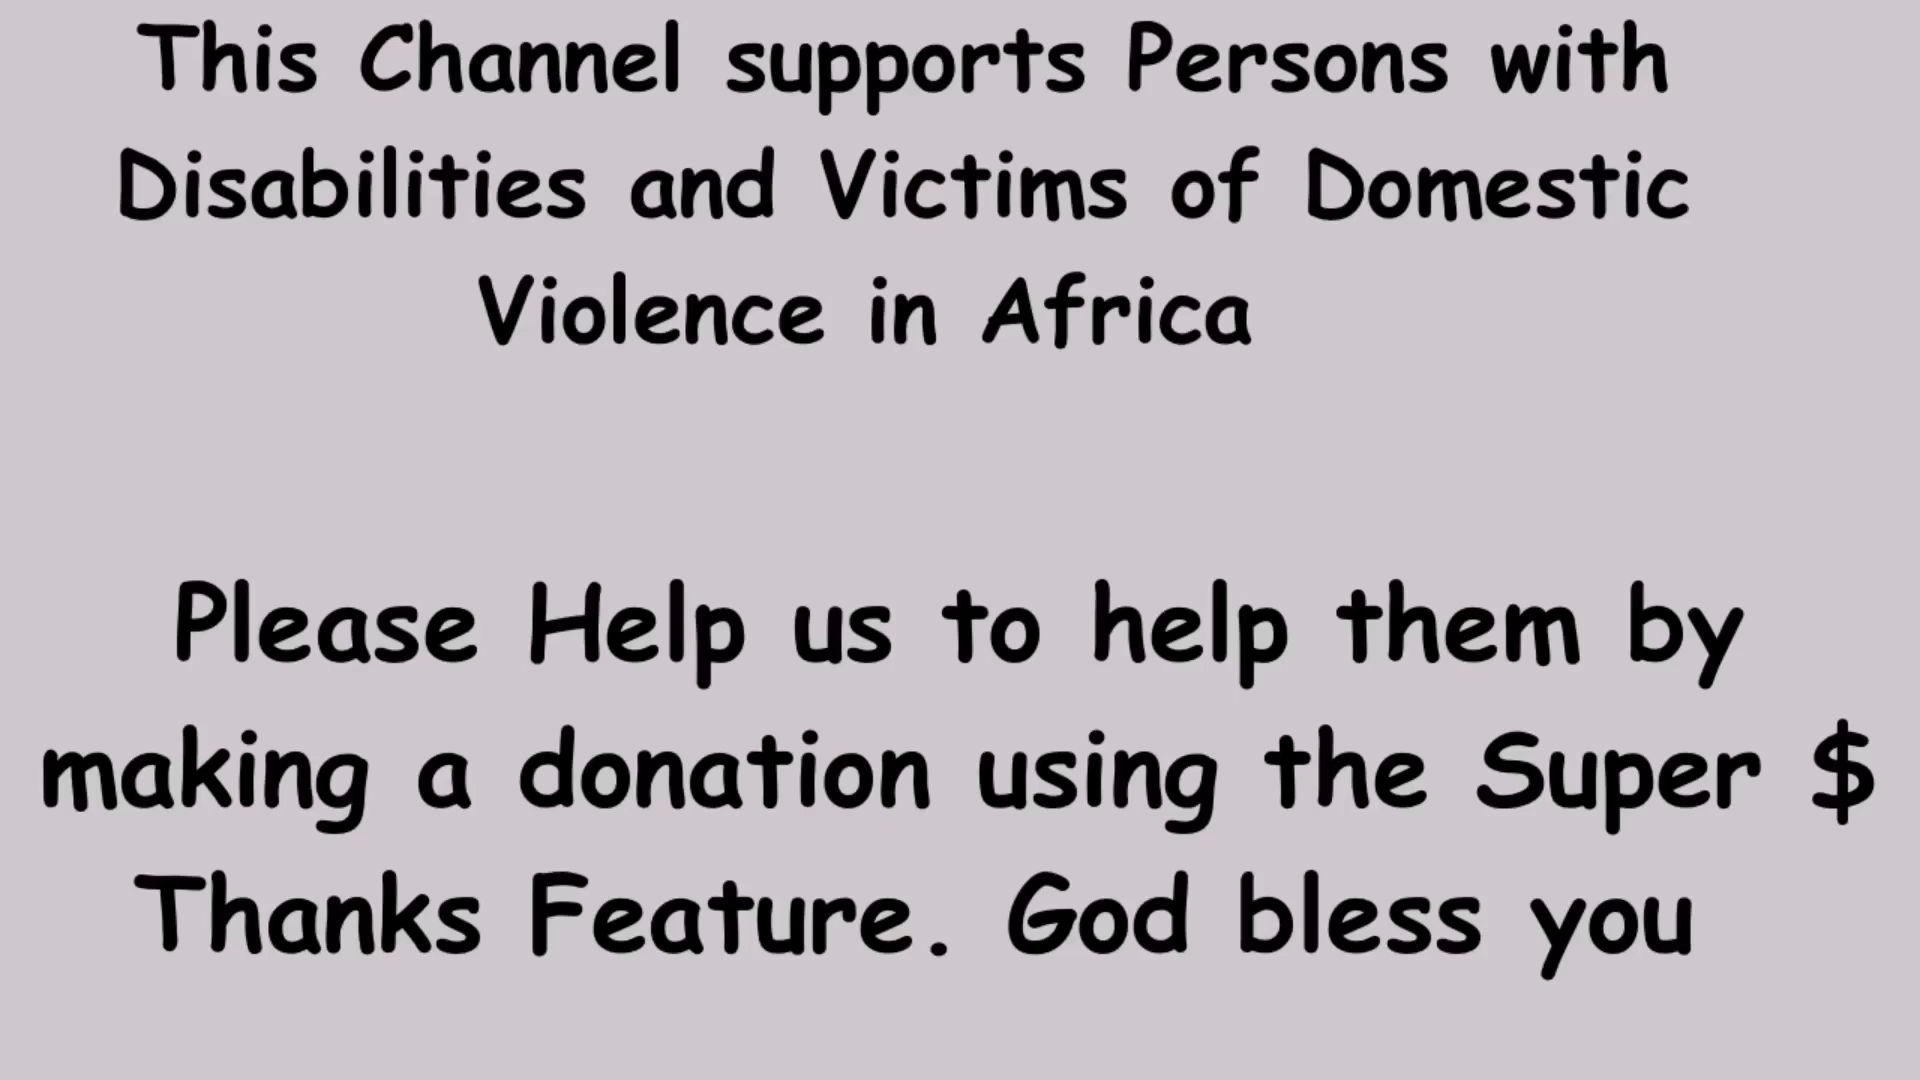 This Channel supports Persons with
Disabilities and Victims of Domestic
Violence in Africa
Please Help us to help them by
making a donation using the Super $
Thanks Feature. God bless you